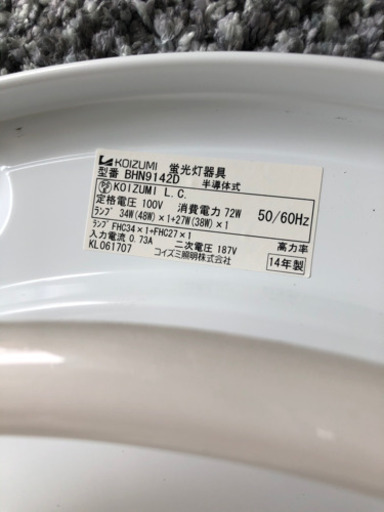 KOIZUMI 蛍光灯器具
型番 BHN9142D 半導体式
KOIZUMI L.C.
定格電圧 100V 消費電力 72W 50/60Hz
ランプ 34W(48W)×1+27W(38W)×1
ランプ FHC34×1+FHC27×1 高力率
入力電流 0.73A 二次電圧 187V
KL061707 コイズミ照明株式会社 14年製